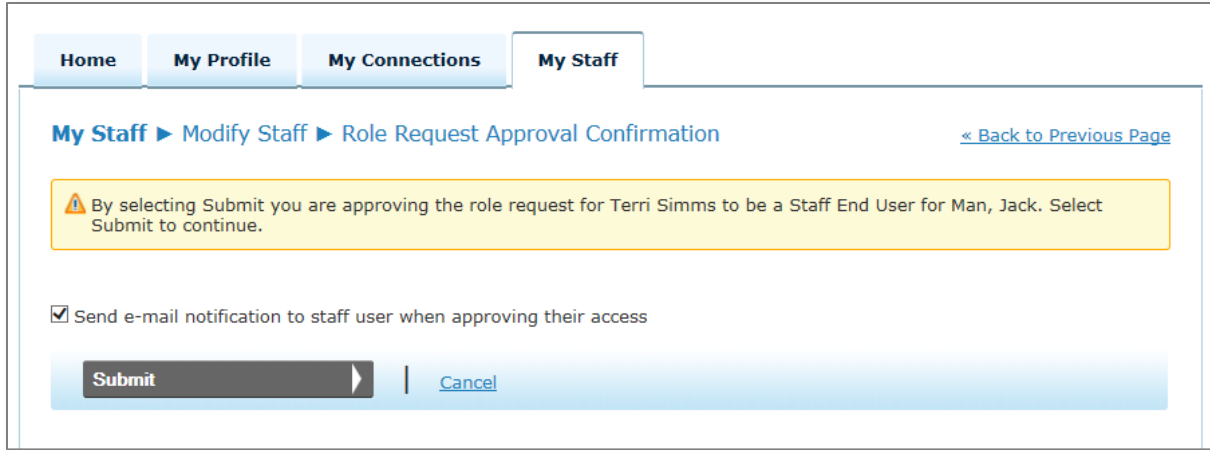 Home My Profile My Connections My Staff
My Staff ► Modify Staff ► Role Request Approval Confirmation « Back to Previous Page
By selecting Submit you are approving the role request for Terri Simms to be a Staff End User for Man, Jack. Select
Submit to continue.
Send e-mail notification to staff user when approving their access
Submit | Cancel